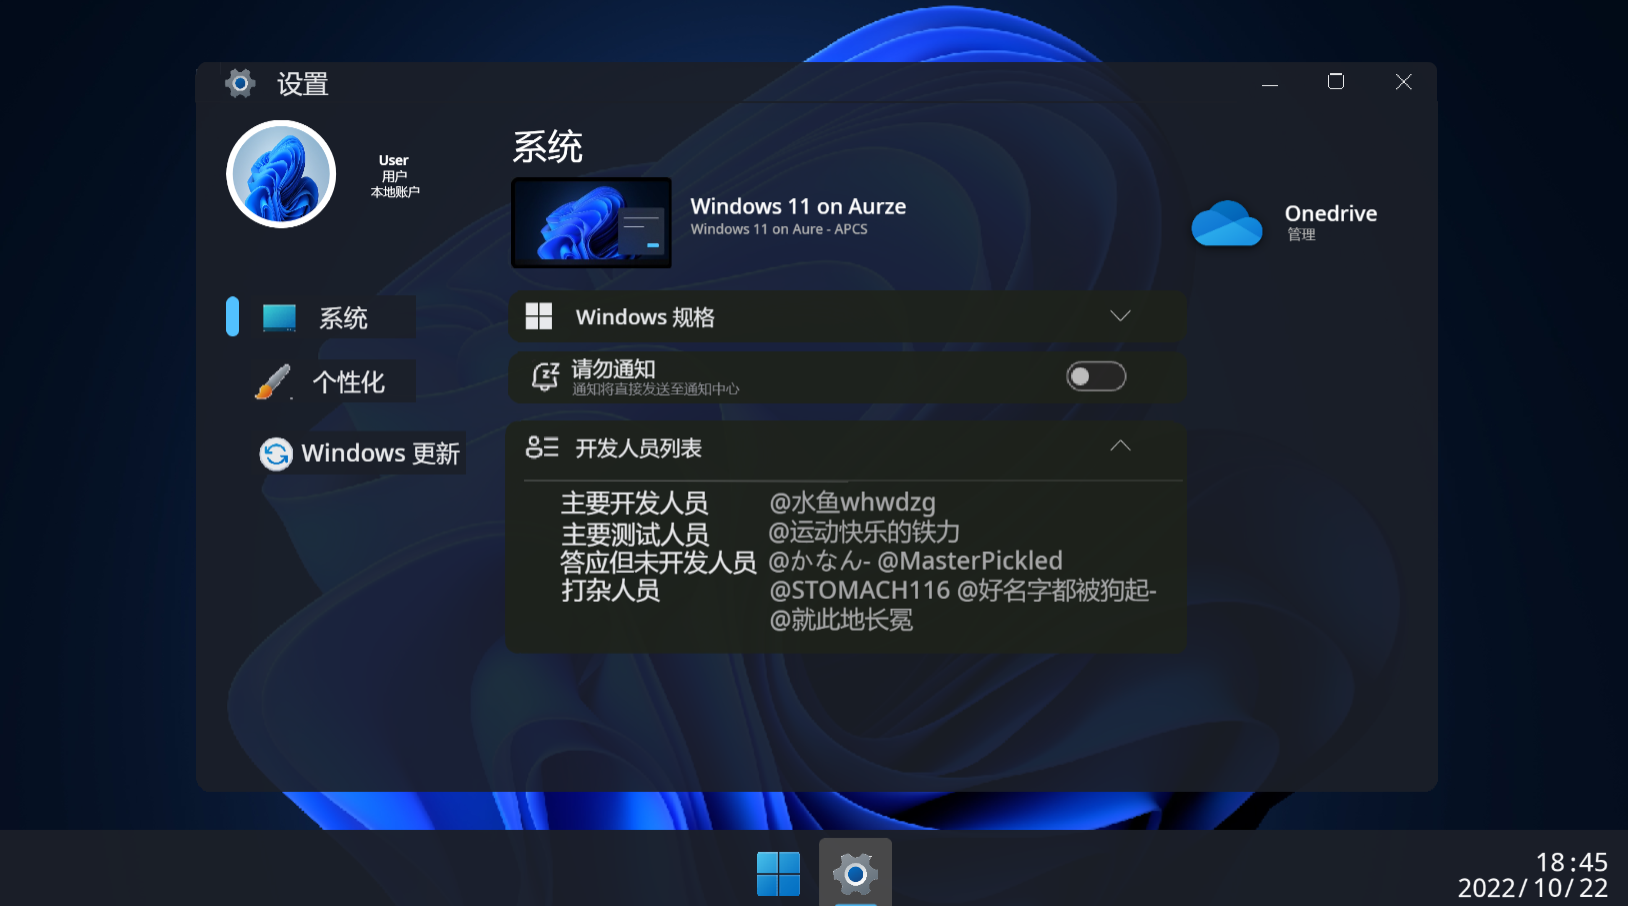 设置
User
用户
本地账户
系统
Windows 11 on Aurze
Windows 11 on Aure - APCS
Onedrive
管理
系统
个性化
Windows 更新
Windows 规格
请勿通知
通知将直接发送至通知中心
开发人员列表
主要开发人员 @水鱼whwdzg
主要测试人员 @运动快乐的铁力
答应但未开发人员 @かなん- @MasterPickled
打杂人员 @STOMACH116 @好名字都被狗起-
@就此地长冕
18:45
2022/10/22